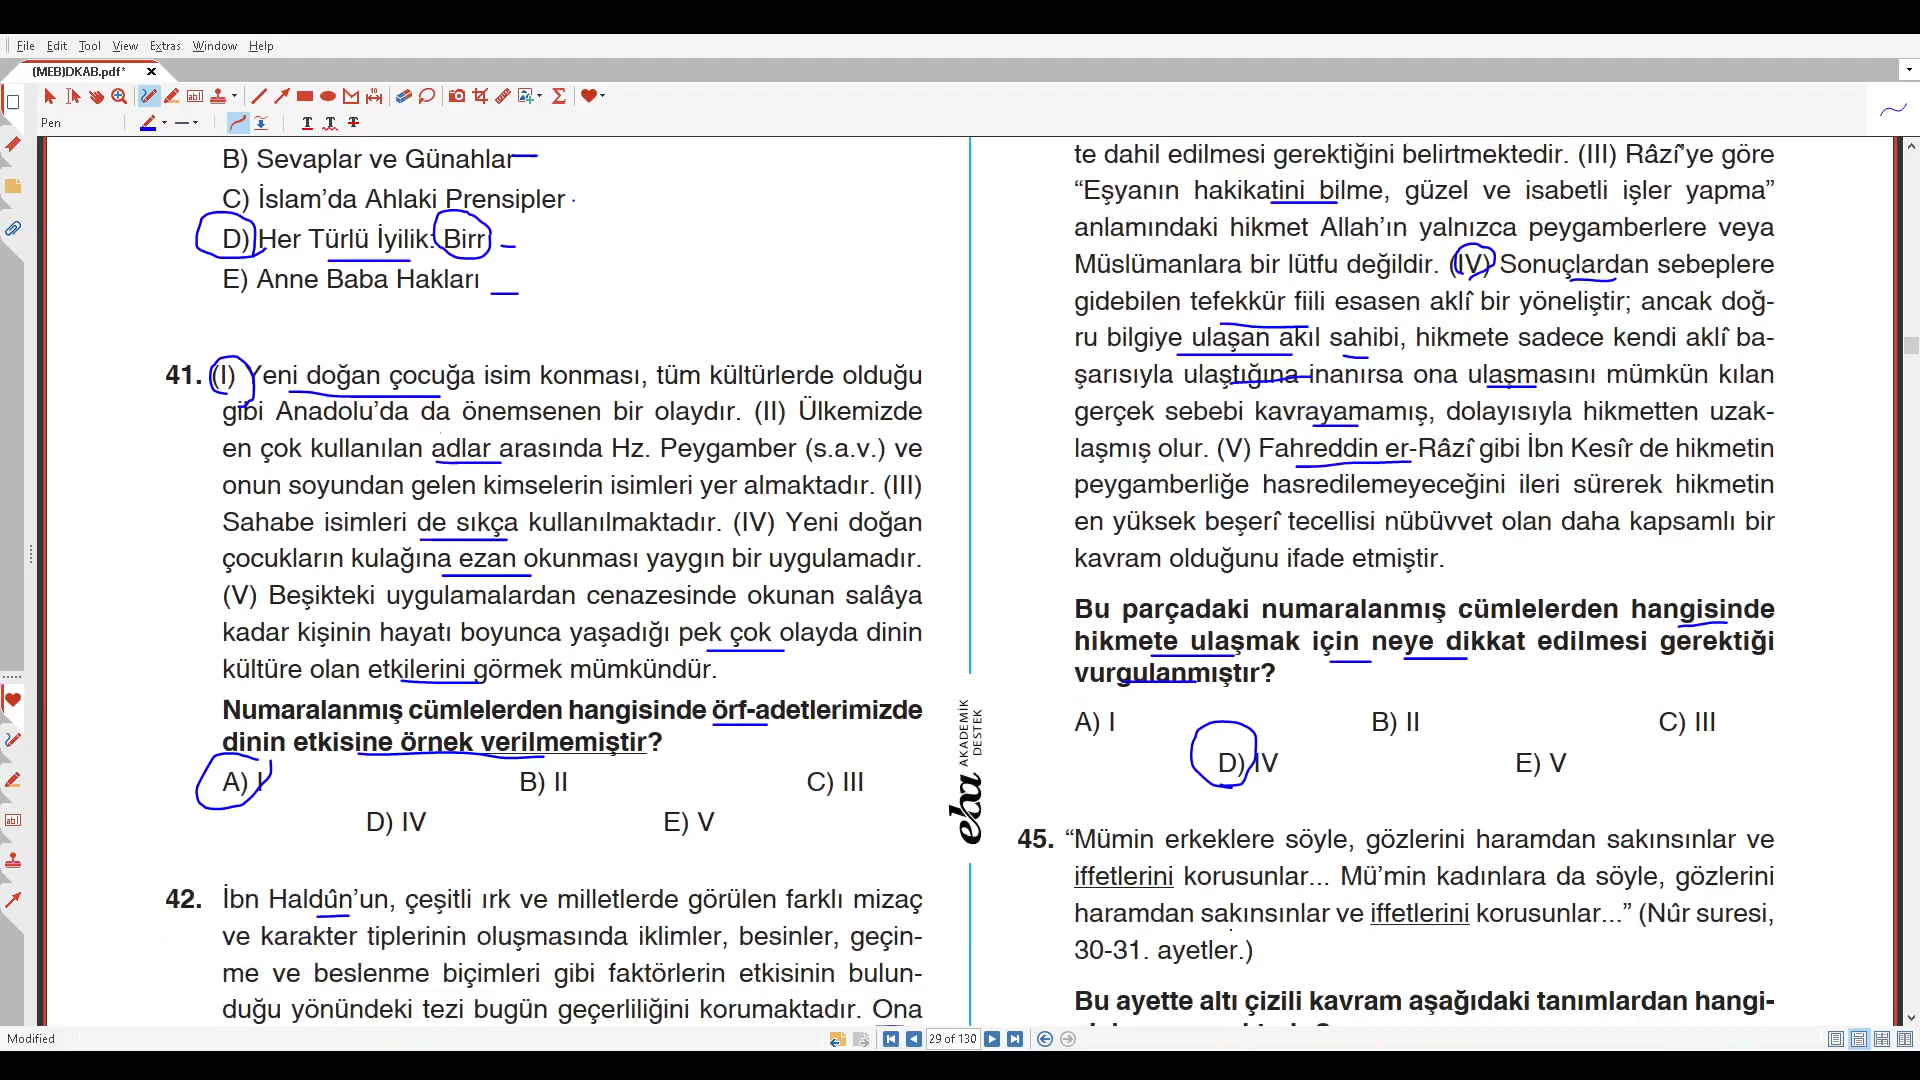 File Edit Tool View Extras Window Help
(MEB)DKAB.pdf*
Pen
B) Sevaplar ve Günahlar
C) İslam’da Ahlaki Prensipler
D) Her Türlü İyilik: Birr
E) Anne Baba Hakları
41. (I) Yeni doğan çocuğa isim konması, tüm kültürlerde olduğu
gibi Anadolu’da da önemsenen bir olaydır. (II) Ülkemizde
en çok kullanılan adlar arasında Hz. Peygamber (s.a.v.) ve
onun soyundan gelen kimselerin isimleri yer almaktadır. (III)
Sahabe isimleri de sıkça kullanılmaktadır. (IV) Yeni doğan
çocukların kulağına ezan okunması yaygın bir uygulamadır.
(V) Beşikteki uygulamalardan cenazesinde okunan salâya
kadar kişinin hayatı boyunca yaşadığı pek çok olayda dinin
kültüre olan etkilerini görmek mümkündür.
Numaralanmış cümlelerden hangisinde örf-adetlerimizde
dinin etkisine örnek verilmemiştir?
A) I B) II C) III
D) IV E) V
42. İbn Haldûn’un, çeşitli ırk ve milletlerde görülen farklı mizaç
ve karakter tiplerinin oluşmasında iklimler, besinler, geçin-
me ve beslenme biçimleri gibi faktörlerin etkisinin bulun-
duğu yönündeki tezi bugün geçerliliğini korumaktadır. Ona
eba AKADEMİK DESTEK
te dahil edilmesi gerektiğini belirtmektedir. (III) Râzî’ye göre
“Eşyanın hakikatini bilme, güzel ve isabetli işler yapma”
anlamındaki hikmet Allah’ın yalnızca peygamberlere veya
Müslümanlara bir lütfu değildir. (IV) Sonuçlardan sebeplere
gidebilen tefekkür fiili esasen aklî bir yöneliştir; ancak doğ-
ru bilgiye ulaşan akıl sahibi, hikmete sadece kendi aklî ba-
şarısıyla ulaştığına inanırsa ona ulaşmasını mümkün kılan
gerçek sebebi kavrayamamış, dolayısıyla hikmetten uzak-
laşmış olur. (V) Fahreddin er-Râzî gibi İbn Kesîr de hikmetin
peygamberliğe hasredilemeyeceğini ileri sürerek hikmetin
en yüksek beşerî tecellisi nübüvvet olan daha kapsamlı bir
kavram olduğunu ifade etmiştir.
Bu parçadaki numaralanmış cümlelerden hangisinde
hikmete ulaşmak için neye dikkat edilmesi gerektiği
vurgulanmıştır?
A) I B) II C) III
D) IV E) V
45. “Mümin erkeklere söyle, gözlerini haramdan sakınsınlar ve
iffetlerini korusunlar... Mü’min kadınlara da söyle, gözlerini
haramdan sakınsınlar ve iffetlerini korusunlar...” (Nûr suresi,
30-31. ayetler.)
Bu ayette altı çizili kavram aşağıdaki tanımlardan hangi-
Modified 29 of 130